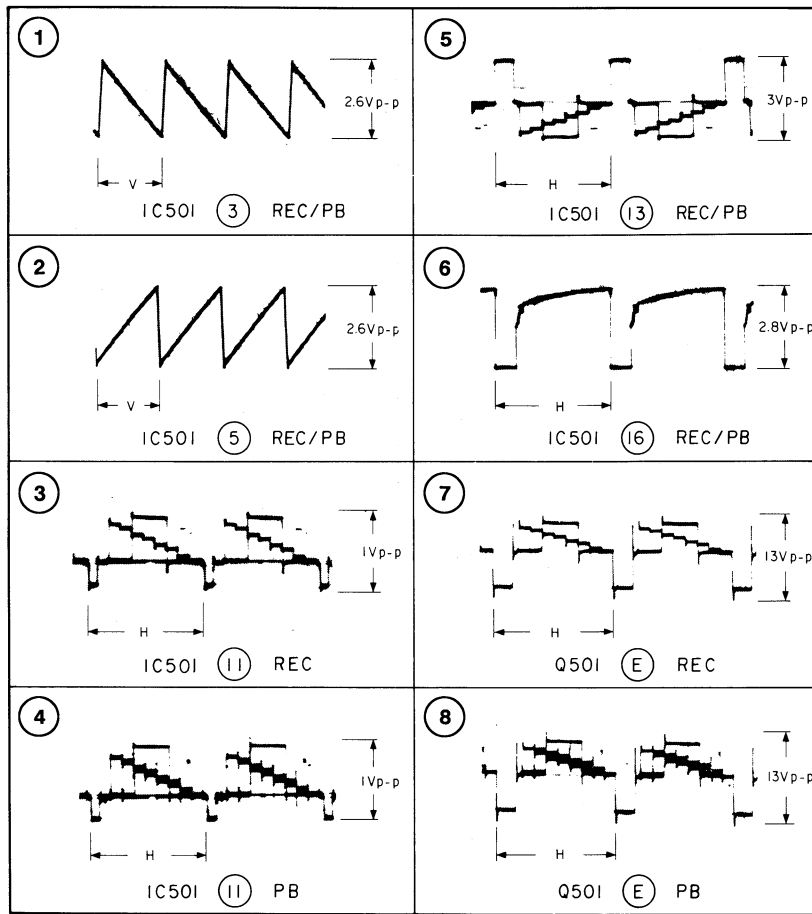 1
2.6Vp-p
V
IC501 3 REC/PB
2
2.6Vp-p
V
IC501 5 REC/PB
3
1Vp-p
H
IC501 11 REC
4
1Vp-p
H
IC501 11 PB
5
3Vp-p
H
IC501 13 REC/PB
6
2.8Vp-p
H
IC501 16 REC/PB
7
13Vp-p
H
Q501 E REC
8
13Vp-p
H
Q501 E PB